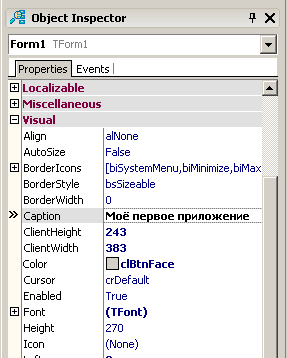 Object Inspector
Form1 TForm1
Properties Events
Localizable
Miscellaneous
Visual
Align alNone
AutoSize False
BorderIcons [biSystemMenu,biMinimize,biMax
BorderStyle bsSizeable
BorderWidth 0
Caption Моё первое приложение
ClientHeight 243
ClientWidth 383
Color clBtnFace
Cursor crDefault
Enabled True
Font (TFont)
Height 270
Icon (None)